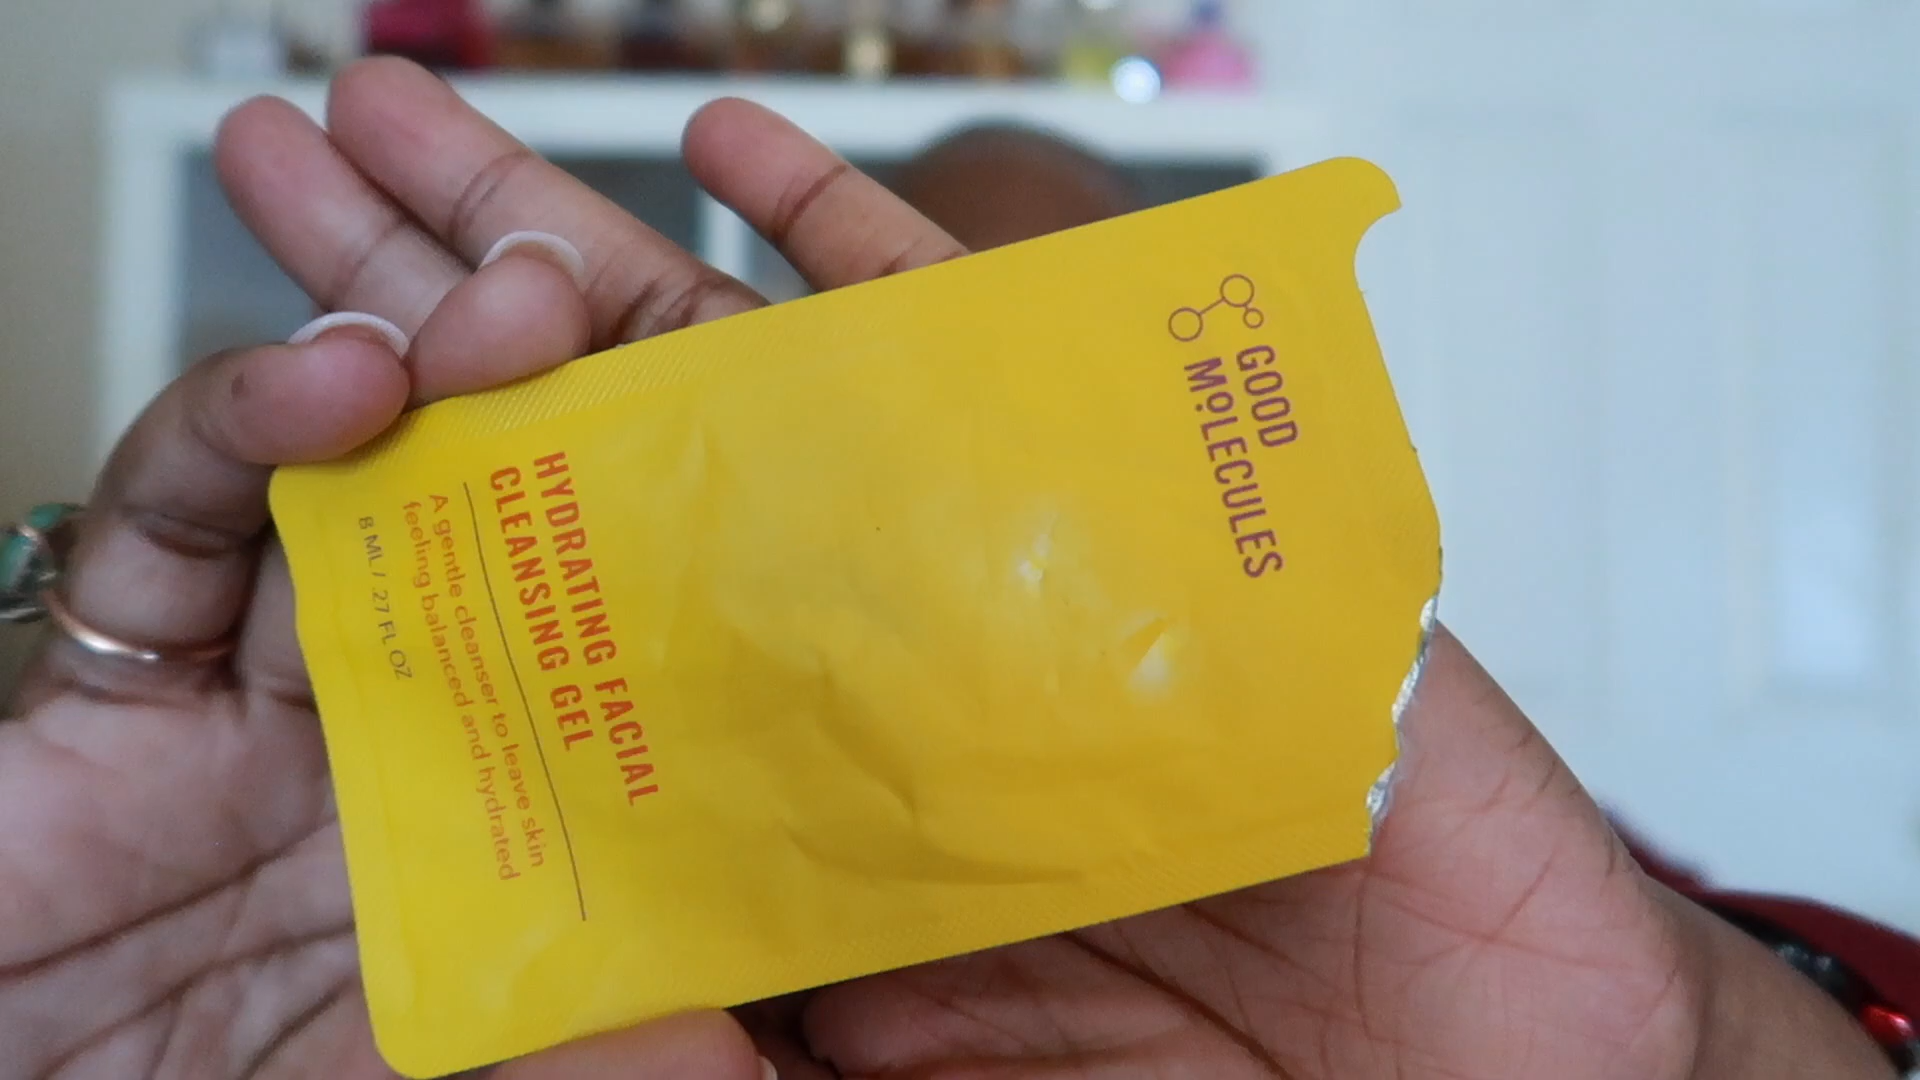 GOOD
MOLECULES
HYDRATING FACIAL
CLEANSING GEL
A gentle cleanser to leave skin
feeling balanced and hydrated
8 ML / .27 FL OZ